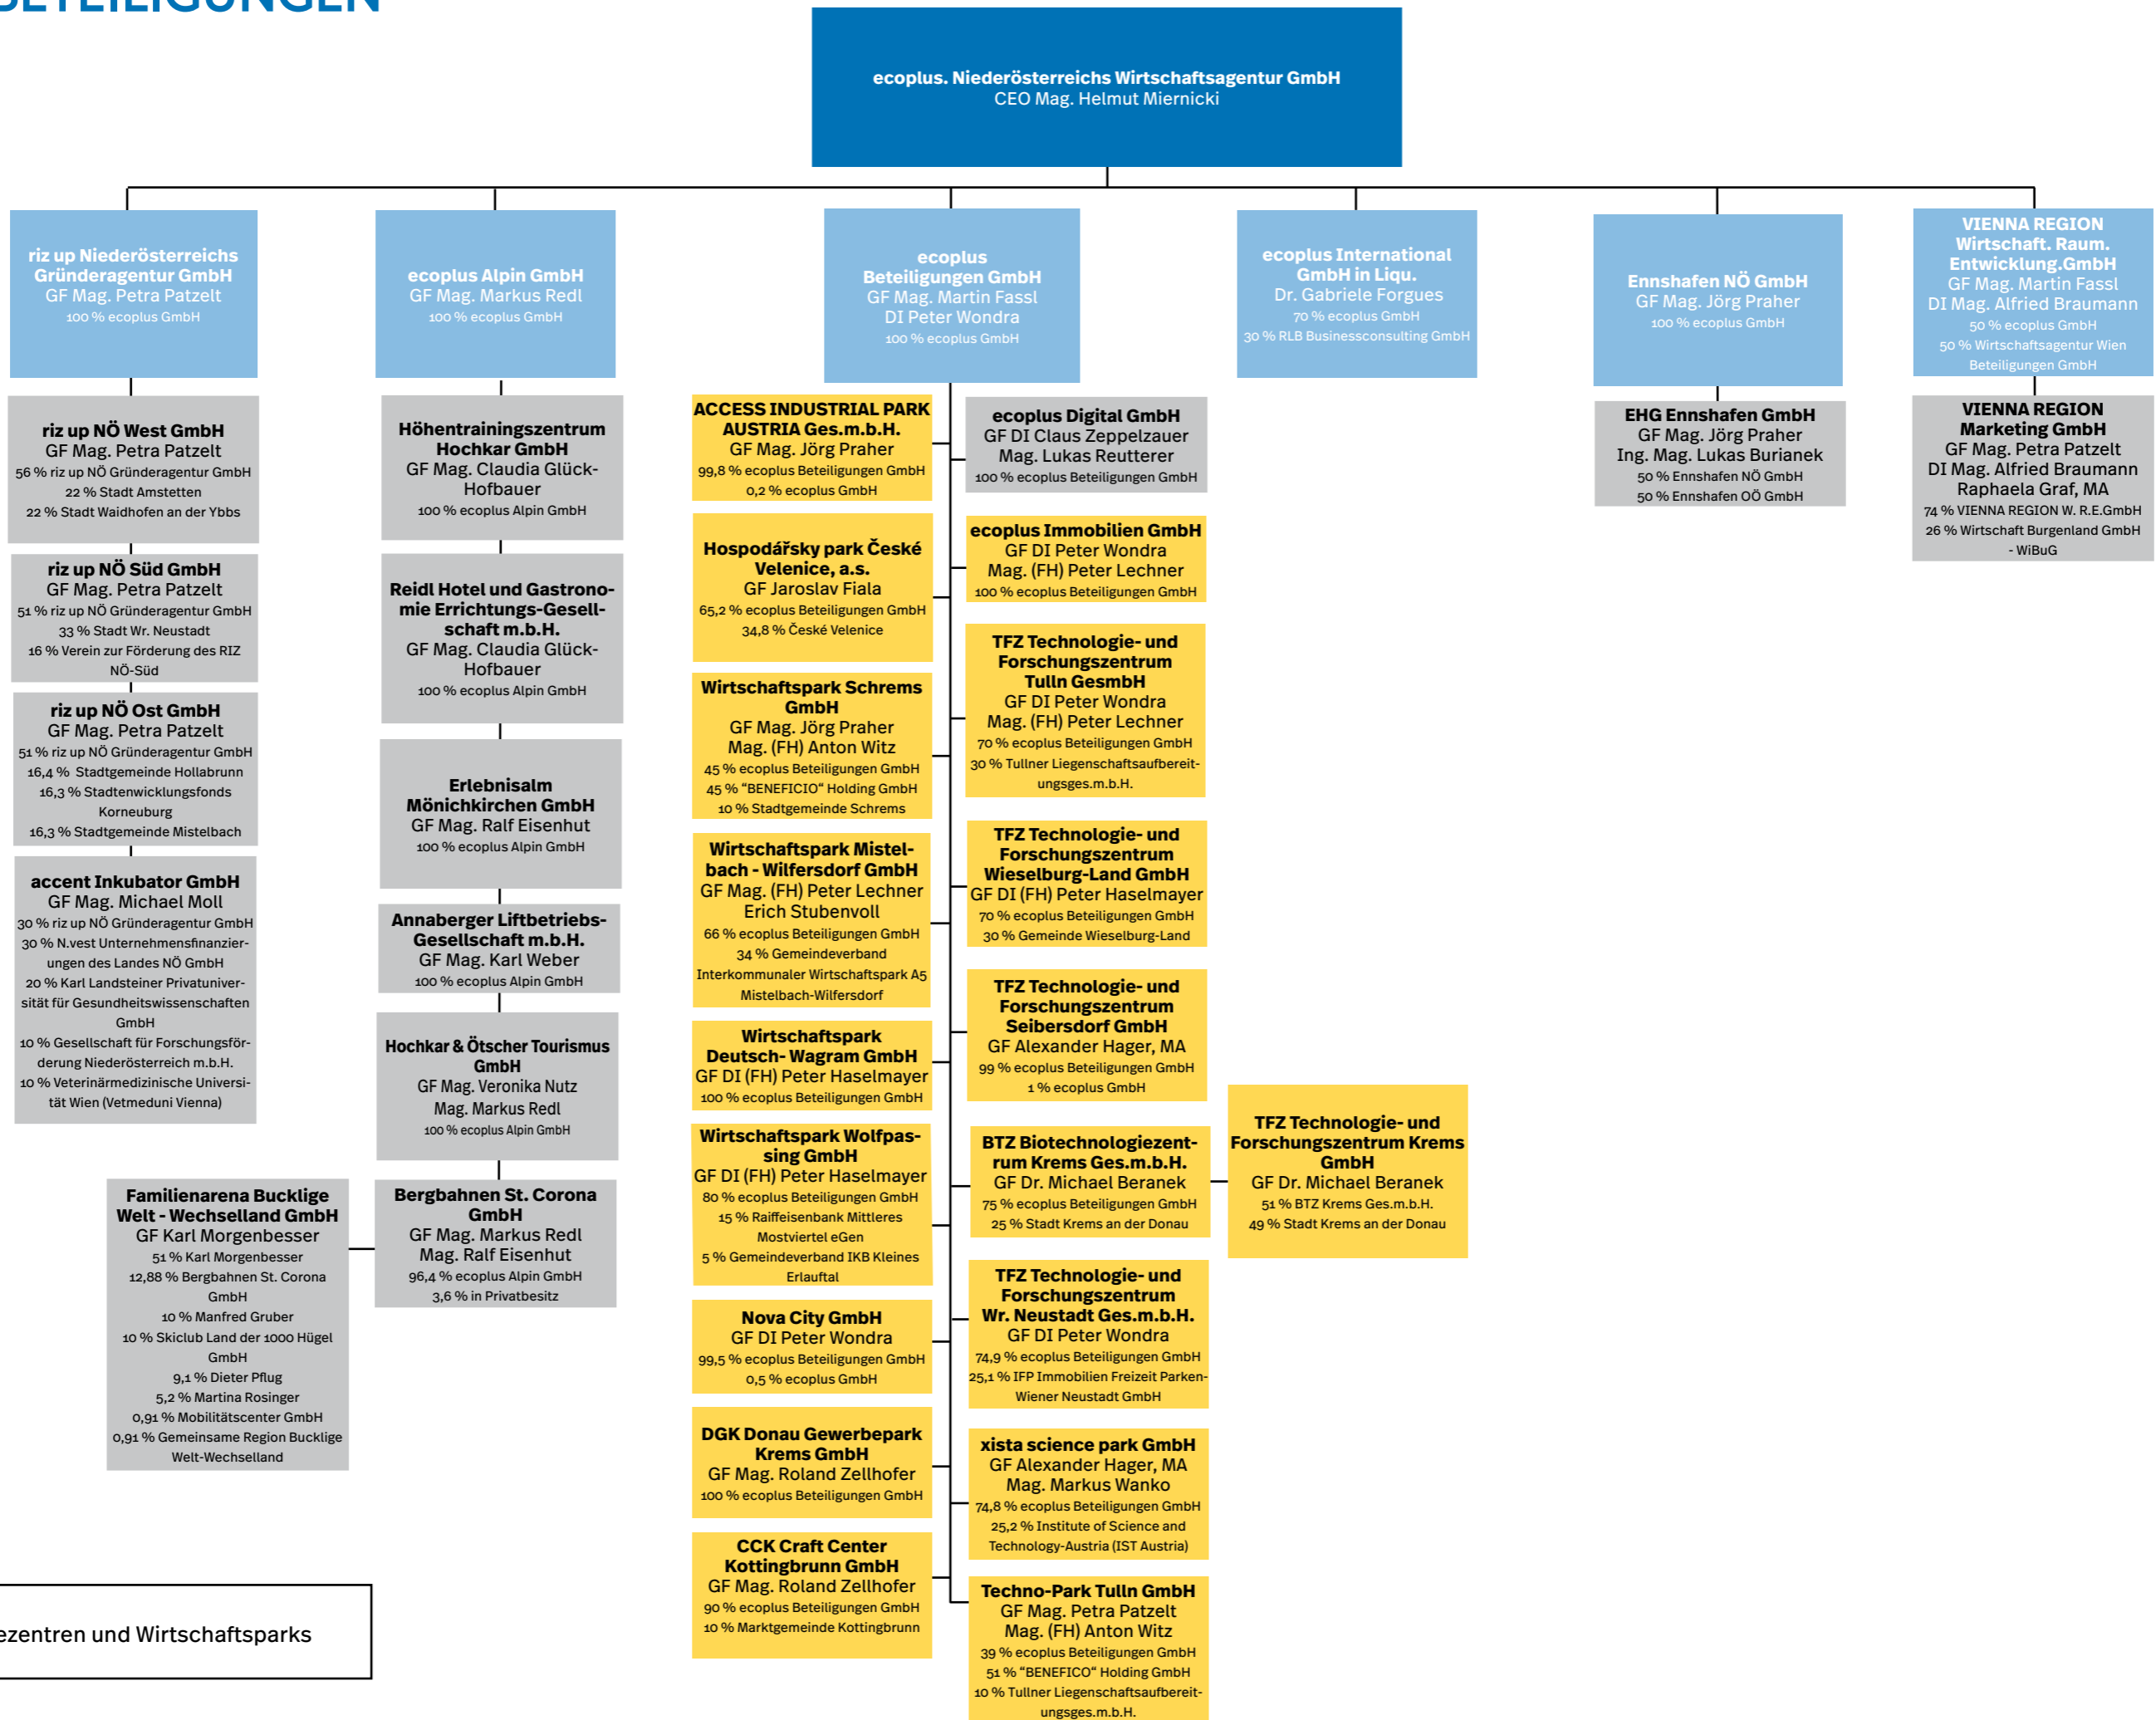 BETEILIGUNGEN
ecoplus. Niederösterreichs Wirtschaftsagentur GmbH
CEO Mag. Helmut Miernicki
riz up Niederösterreichs
Gründeragentur GmbH
GF Mag. Petra Patzelt
100 % ecoplus GmbH
riz up NÖ West GmbH
GF Mag. Petra Patzelt
56 % riz up NÖ Gründeragentur GmbH
22 % Stadt Amstetten
22 % Stadt Waidhofen an der Ybbs
riz up NÖ Süd GmbH
GF Mag. Petra Patzelt
51 % riz up NÖ Gründeragentur GmbH
33 % Stadt Wr. Neustadt
16 % Verein zur Förderung des RIZ
NÖ-Süd
riz up NÖ Ost GmbH
GF Mag. Petra Patzelt
51 % riz up NÖ Gründeragentur GmbH
16,4 % Stadtgemeinde Hollabrunn
16,3 % Stadtenwicklungsfonds
Korneuburg
16,3 % Stadtgemeinde Mistelbach
accent Inkubator GmbH
GF Mag. Michael Moll
30 % riz up NÖ Gründeragentur GmbH
30 % N.vest Unternehmensfinanzier-
ungen des Landes NÖ GmbH
20 % Karl Landsteiner Privatuniver-
sität für Gesundheitswissenschaften
GmbH
10 % Gesellschaft für Forschungsför-
derung Niederösterreich m.b.H.
10 % Veterinärmedizinische Universi-
tät Wien (Vetmeduni Vienna)
ecoplus Alpin GmbH
GF Mag. Markus Redl
100 % ecoplus GmbH
Höhentrainingszentrum
Hochkar GmbH
GF Mag. Claudia Glück-
Hofbauer
100 % ecoplus Alpin GmbH
Reidl Hotel und Gastrono-
mie Errichtungs-Gesell-
schaft m.b.H.
GF Mag. Claudia Glück-
Hofbauer
100 % ecoplus Alpin GmbH
Erlebnisalm
Mönichkirchen GmbH
GF Mag. Ralf Eisenhut
100 % ecoplus Alpin GmbH
Annaberger Liftbetriebs-
Gesellschaft m.b.H.
GF Mag. Karl Weber
100 % ecoplus Alpin GmbH
Hochkar & Ötscher Tourismus
GmbH
GF Mag. Veronika Nutz
Mag. Markus Redl
100 % ecoplus Alpin GmbH
Bergbahnen St. Corona
GmbH
GF Mag. Markus Redl
Mag. Ralf Eisenhut
96,4 % ecoplus Alpin GmbH
3,6 % in Privatbesitz
Familienarena Bucklige
Welt - Wechselland GmbH
GF Karl Morgenbesser
51 % Karl Morgenbesser
12,88 % Bergbahnen St. Corona
GmbH
10 % Manfred Gruber
10 % Skiclub Land der 1000 Hügel
GmbH
9,1 % Dieter Pflug
5,2 % Martina Rosinger
0,91 % Mobilitätscenter GmbH
0,91 % Gemeinsame Region Bucklige
Welt-Wechselland
ecoplus
Beteiligungen GmbH
GF Mag. Martin Fassl
DI Peter Wondra
100 % ecoplus GmbH
ACCESS INDUSTRIAL PARK
AUSTRIA Ges.m.b.H.
GF Mag. Jörg Praher
99,8 % ecoplus Beteiligungen GmbH
0,2 % ecoplus GmbH
Hospodářsky park České
Velenice, a.s.
GF Jaroslav Fiala
65,2 % ecoplus Beteiligungen GmbH
34,8 % České Velenice
Wirtschaftspark Schrems
GmbH
GF Mag. Jörg Praher
Mag. (FH) Anton Witz
45 % ecoplus Beteiligungen GmbH
45 % "BENEFICIO" Holding GmbH
10 % Stadtgemeinde Schrems
Wirtschaftspark Mistel-
bach - Wilfersdorf GmbH
GF Mag. (FH) Peter Lechner
Erich Stubenvoll
66 % ecoplus Beteiligungen GmbH
34 % Gemeindeverband
Interkommunaler Wirtschaftspark A5
Mistelbach-Wilfersdorf
Wirtschaftspark
Deutsch- Wagram GmbH
GF DI (FH) Peter Haselmayer
100 % ecoplus Beteiligungen GmbH
Wirtschaftspark Wolfpas-
sing GmbH
GF DI (FH) Peter Haselmayer
80 % ecoplus Beteiligungen GmbH
15 % Raiffeisenbank Mittleres
Mostviertel eGen
5 % Gemeindeverband IKB Kleines
Erlauftal
Nova City GmbH
GF DI Peter Wondra
99,5 % ecoplus Beteiligungen GmbH
0,5 % ecoplus GmbH
DGK Donau Gewerbepark
Krems GmbH
GF Mag. Roland Zellhofer
100 % ecoplus Beteiligungen GmbH
CCK Craft Center
Kottingbrunn GmbH
GF Mag. Roland Zellhofer
90 % ecoplus Beteiligungen GmbH
10 % Marktgemeinde Kottingbrunn
ecoplus Digital GmbH
GF DI Claus Zeppelzauer
Mag. Lukas Reutterer
100 % ecoplus Beteiligungen GmbH
ecoplus Immobilien GmbH
GF DI Peter Wondra
Mag. (FH) Peter Lechner
100 % ecoplus Beteiligungen GmbH
TFZ Technologie- und
Forschungszentrum
Tulln GesmbH
GF DI Peter Wondra
Mag. (FH) Peter Lechner
70 % ecoplus Beteiligungen GmbH
30 % Tullner Liegenschaftsaufbereit-
ungsges.m.b.H.
TFZ Technologie- und
Forschungszentrum
Wieselburg-Land GmbH
GF DI (FH) Peter Haselmayer
70 % ecoplus Beteiligungen GmbH
30 % Gemeinde Wieselburg-Land
TFZ Technologie- und
Forschungszentrum
Seibersdorf GmbH
GF Alexander Hager, MA
99 % ecoplus Beteiligungen GmbH
1 % ecoplus GmbH
BTZ Biotechnologiezent-
rum Krems Ges.m.b.H.
GF Dr. Michael Beranek
75 % ecoplus Beteiligungen GmbH
25 % Stadt Krems an der Donau
TFZ Technologie- und
Forschungszentrum Krems
GmbH
GF Dr. Michael Beranek
51 % BTZ Krems Ges.m.b.H.
49 % Stadt Krems an der Donau
TFZ Technologie- und
Forschungszentrum
Wr. Neustadt Ges.m.b.H.
GF DI Peter Wondra
74,9 % ecoplus Beteiligungen GmbH
25,1 % IFP Immobilien Freizeit Parken-
Wiener Neustadt GmbH
xista science park GmbH
GF Alexander Hager, MA
Mag. Markus Wanko
74,8 % ecoplus Beteiligungen GmbH
25,2 % Institute of Science and
Technology-Austria (IST Austria)
Techno-Park Tulln GmbH
GF Mag. Petra Patzelt
Mag. (FH) Anton Witz
39 % ecoplus Beteiligungen GmbH
51 % "BENEFICO" Holding GmbH
10 % Tullner Liegenschaftsaufbereit-
ungsges.m.b.H.
ecoplus International
GmbH in Liqu.
Dr. Gabriele Forgues
70 % ecoplus GmbH
30 % RLB Businessconsulting GmbH
Ennshafen NÖ GmbH
GF Mag. Jörg Praher
100 % ecoplus GmbH
EHG Ennshafen GmbH
GF Mag. Jörg Praher
Ing. Mag. Lukas Burianek
50 % Ennshafen NÖ GmbH
50 % Ennshafen OÖ GmbH
VIENNA REGION
Wirtschaft. Raum.
Entwicklung.GmbH
GF Mag. Martin Fassl
DI Mag. Alfried Braumann
50 % ecoplus GmbH
50 % Wirtschaftsagentur Wien
Beteiligungen GmbH
VIENNA REGION
Marketing GmbH
GF Mag. Petra Patzelt
DI Mag. Alfried Braumann
Raphaela Graf, MA
74 % VIENNA REGION W. R.E.GmbH
26 % Wirtschaft Burgenland GmbH
- WiBuG
ezentren und Wirtschaftsparks